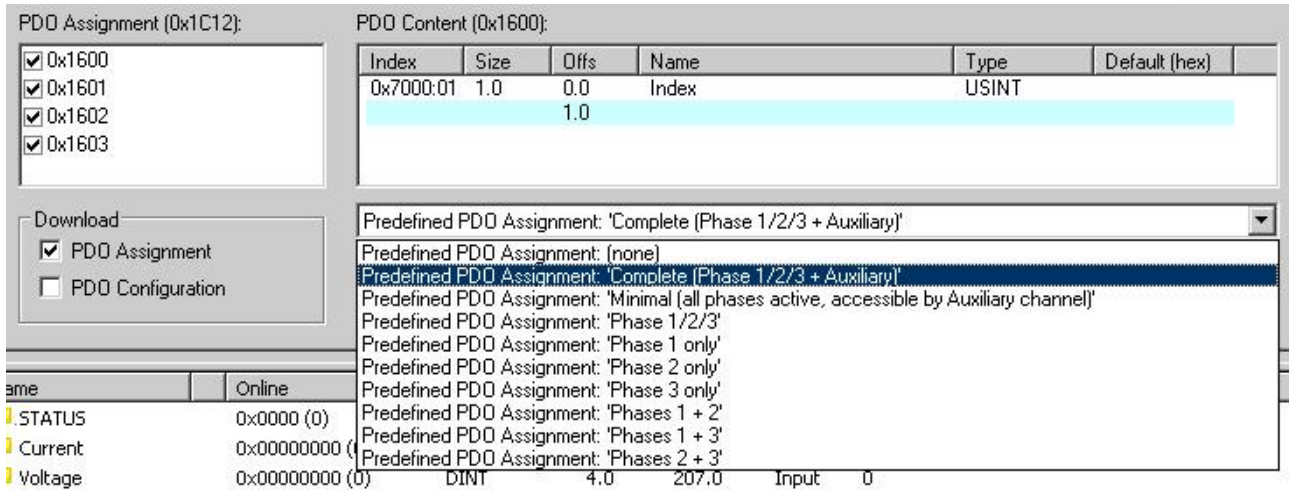 PDO Assignment (0x1C12):
0x1600
0x1601
0x1602
0x1603
PDO Content (0x1600):
Index Size Offs Name Type Default (hex)
0x7000:01 1.0 0.0 Index USINT
1.0
Download
PDO Assignment
PDO Configuration
Predefined PDO Assignment: 'Complete (Phase 1/2/3 + Auxiliary)'
Predefined PDO Assignment: (none)
Predefined PDO Assignment: 'Complete (Phase 1/2/3 + Auxiliary)'
Predefined PDO Assignment: 'Minimal (all phases active, accessible by Auxiliary channel)'
Predefined PDO Assignment: 'Phase 1/2/3'
Predefined PDO Assignment: 'Phase 1 only'
Predefined PDO Assignment: 'Phase 2 only'
Predefined PDO Assignment: 'Phase 3 only'
Predefined PDO Assignment: 'Phases 1 + 2'
Predefined PDO Assignment: 'Phases 1 + 3'
Predefined PDO Assignment: 'Phases 2 + 3'
ame Online
.STATUS 0x0000 (0)
Current 0x00000000 (
Voltage 0x00000000 (0) DINT 4.0 207.0 Input 0